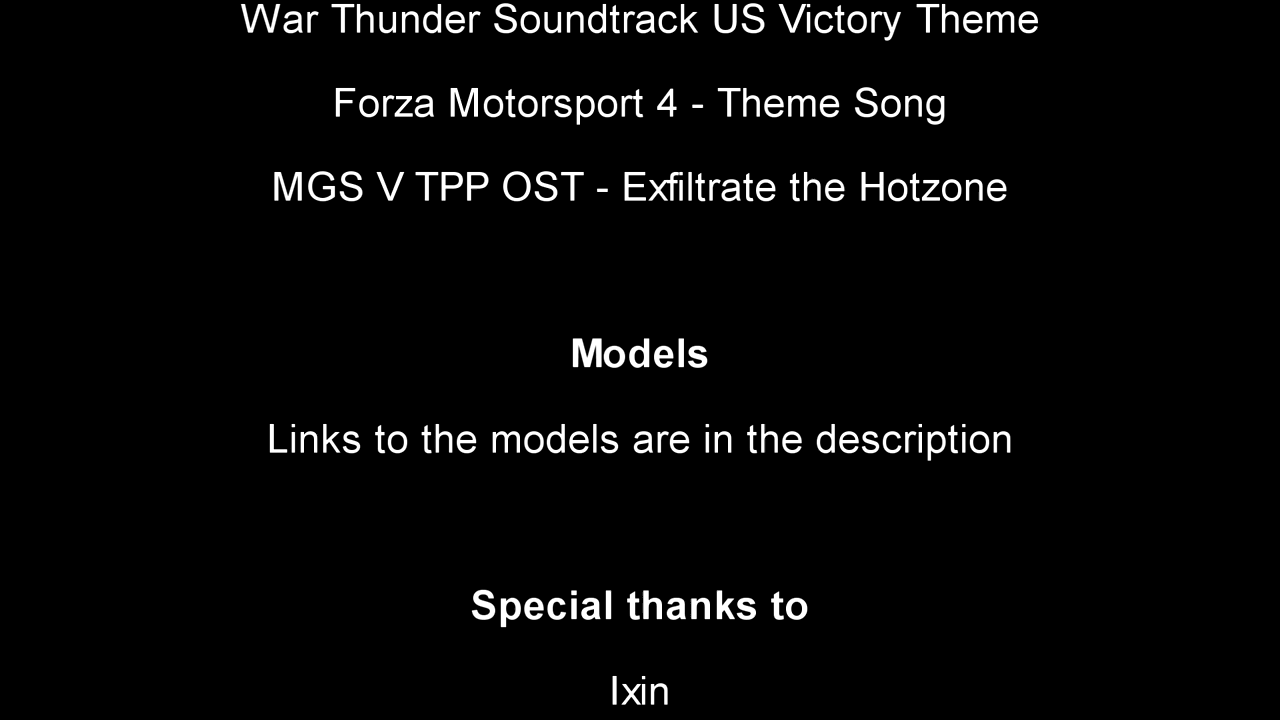 War Thunder Soundtrack US Victory Theme
Forza Motorsport 4 - Theme Song
MGS V TPP OST - Exfiltrate the Hotzone
Models
Links to the models are in the description
Special thanks to
Ixin